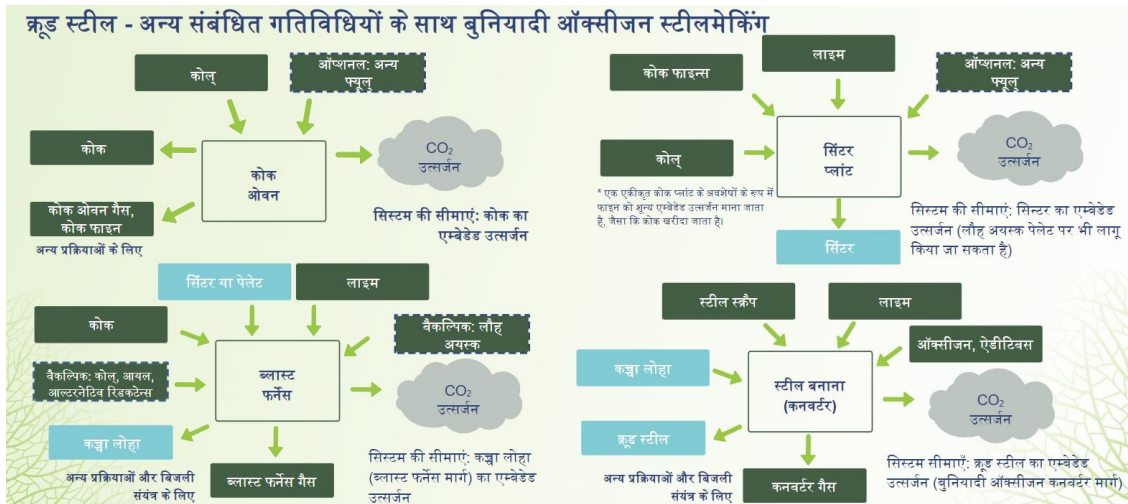 क्रूड स्टील - अन्य संबंधित गतिविधियों के साथ बुनियादी ऑक्सीजन स्टीलमेकिंग
कोल्
ऑप्शनल: अन्य
फ्यूल्
कोक
कोक
ओवन
CO₂
उत्सर्जन
कोक ओवन गैस,
कोक फाइन
अन्य प्रक्रियाओं के लिए
सिस्टम की सीमाएं: कोक का
एम्बेडेड उत्सर्जन
कोक फाइन्स
लाइम
ऑप्शनल: अन्य
फ्यूल्
कोल्
सिंटर
प्लांट
CO₂
उत्सर्जन
* एक एकीकृत कोक प्लांट के अवशेषों के रूप में
फाइन को शून्य एम्बेडेड उत्सर्जन माना जाता
है, जैसा कि कोक खरीदा जाता है।
सिंटर
सिस्टम की सीमाएं: सिन्टर का एम्बेडेड
उत्सर्जन (लौह अयस्क पेलेट पर भी लागू
किया जा सकता है)
सिंटर या पेलेट
लाइम
कोक
वैकल्पिक: लौह
अयस्क
वैकल्पिक: कोल, आयल,
आल्टरनेटिव रिडकटेन्स
ब्लास्ट
फर्नेस
CO₂
उत्सर्जन
कच्चा लोहा
अन्य प्रक्रियाओं और बिजली
संयंत्र के लिए
ब्लास्ट फर्नेस गैस
सिस्टम की सीमाएँ: कच्चा लोहा
(ब्लास्ट फर्नेस मार्ग) का एम्बेडेड
उत्सर्जन
स्टील स्क्रैप
लाइम
कच्चा लोहा
ऑक्सीजन, ऐडीटिवस
स्टील बनाना
(कनवर्टर)
CO₂
उत्सर्जन
क्रूड स्टील
अन्य प्रक्रियाओं और बिजली
संयंत्र के लिए
कनवर्टर गैस
सिस्टम सीमाएँ: क्रूड स्टील का एम्बेडेड
उत्सर्जन (बुनियादी ऑक्सीजन कनवर्टर मार्ग)